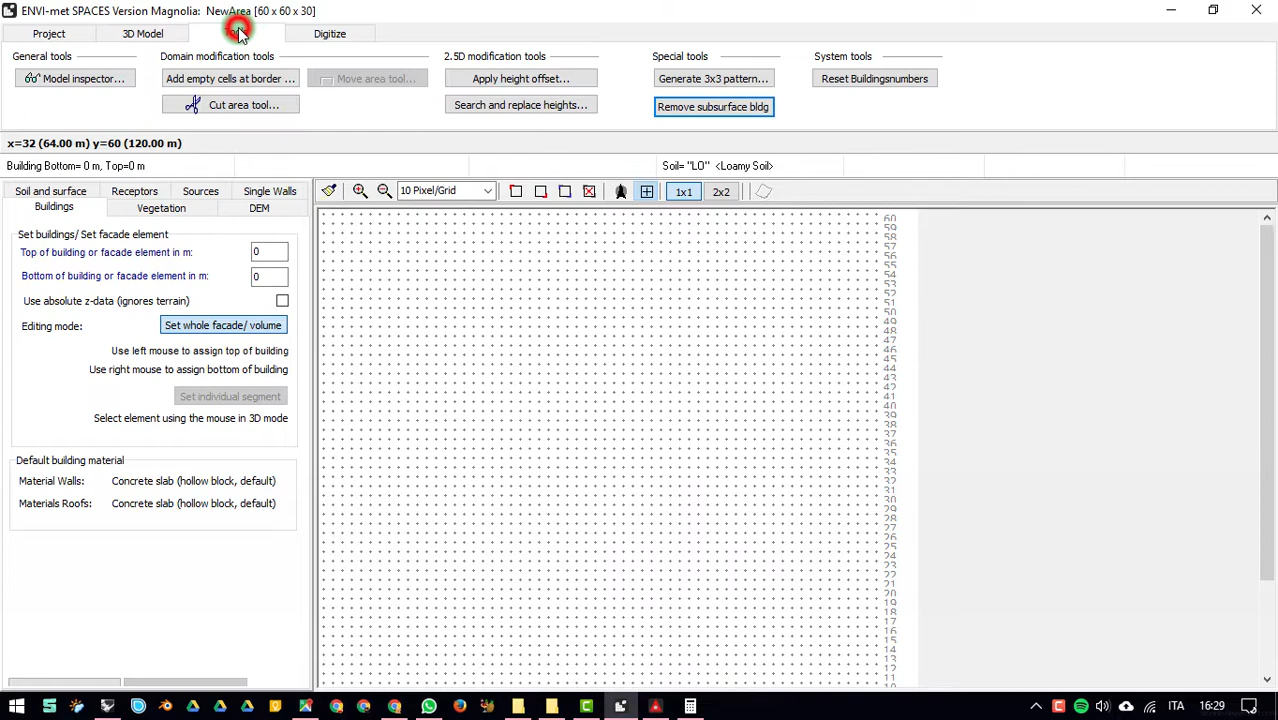 ENVI-met SPACES Version Magnolia: NewArea [60 x 60 x 30]
Project 3D Model Digitize
General tools Domain modification tools 2.5D modification tools Special tools System tools
Model inspector... Add empty cells at border ... Move area tool... Apply height offset... Generate 3x3 pattern... Reset Buildingsnumbers
Cut area tool... Search and replace heights... Remove subsurface bldg
x=32 (64.00 m) y=60 (120.00 m)
Building Bottom= 0 m, Top=0 m Soil= "LO" <Loamy Soil>
Soil and surface Receptors Sources Single Walls 10 Pixel/Grid 1x1 2x2
Buildings Vegetation DEM
Set buildings/ Set facade element
Top of building or facade element in m: 0
Bottom of building or facade element in m: 0
Use absolute z-data (ignores terrain)
Editing mode: Set whole facade/ volume
Use left mouse to assign top of building
Use right mouse to assign bottom of building
Set individual segment
Select element using the mouse in 3D mode
Default building material
Material Walls: Concrete slab (hollow block, default)
Materials Roofs: Concrete slab (hollow block, default)
60
59
58
57
56
55
54
53
52
51
50
49
48
47
46
45
44
43
42
41
40
39
38
37
36
35
34
33
32
31
30
29
28
27
26
25
24
23
22
21
20
19
18
17
16
15
14
13
12
11
10
ITA 16:29